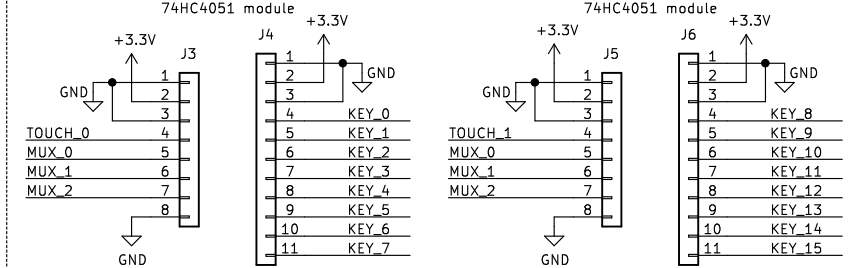 74HC4051 module
74HC4051 module
+3.3V
+3.3V
+3.3V
+3.3V
J3
J4
J5
J6
GND
1
2
3
TOUCH_0 4
MUX_0 5
MUX_1 6
MUX_2 7
8
GND
1
2
GND
3
4 KEY_0
5 KEY_1
6 KEY_2
7 KEY_3
8 KEY_4
9 KEY_5
10 KEY_6
11 KEY_7
GND
1
2
3
TOUCH_1 4
MUX_0 5
MUX_1 6
MUX_2 7
8
GND
1
2
GND
3
4 KEY_8
5 KEY_9
6 KEY_10
7 KEY_11
8 KEY_12
9 KEY_13
10 KEY_14
11 KEY_15